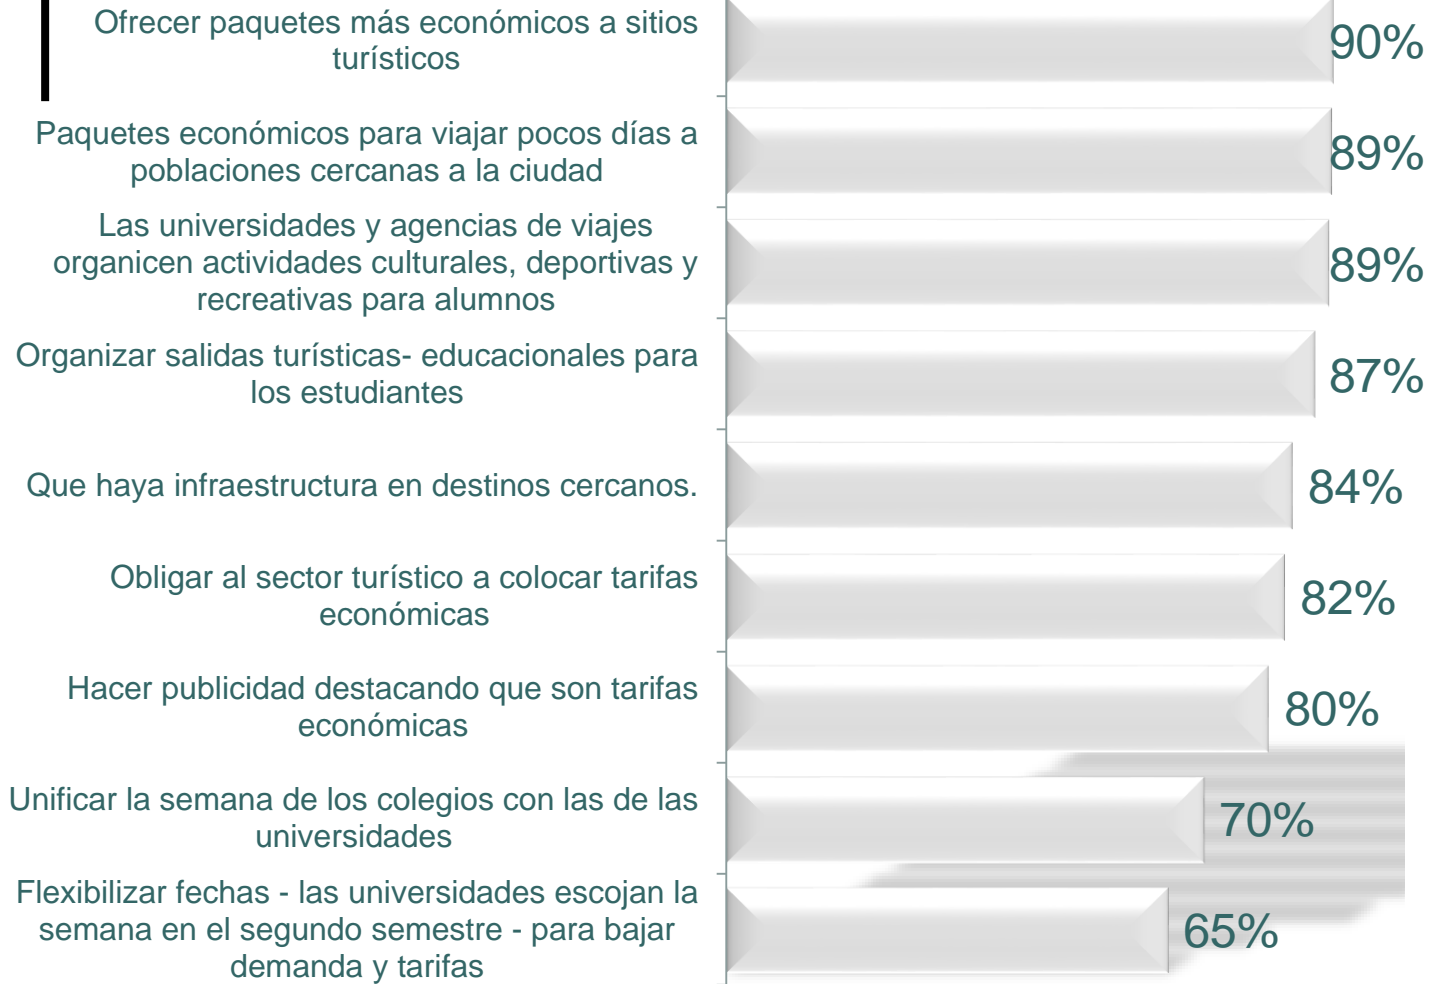 Ofrecer paquetes más económicos a sitios
turísticos
90%
Paquetes económicos para viajar pocos días a
poblaciones cercanas a la ciudad
89%
Las universidades y agencias de viajes
organicen actividades culturales, deportivas y
recreativas para alumnos
89%
Organizar salidas turísticas- educacionales para
los estudiantes
87%
Que haya infraestructura en destinos cercanos.
84%
Obligar al sector turístico a colocar tarifas
económicas
82%
Hacer publicidad destacando que son tarifas
económicas
80%
Unificar la semana de los colegios con las de las
universidades
70%
Flexibilizar fechas - las universidades escojan la
semana en el segundo semestre - para bajar
demanda y tarifas
65%